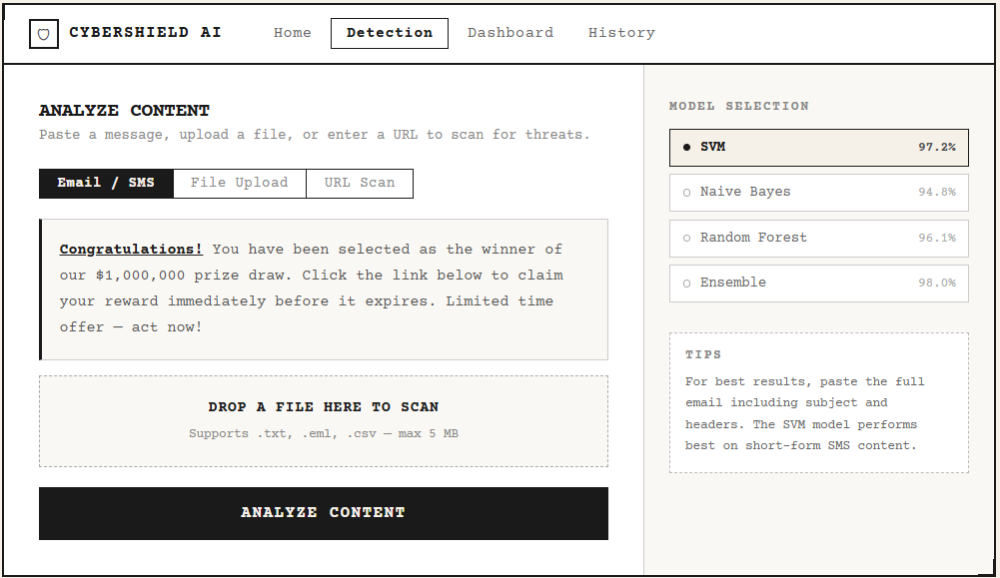 CYBERSHIELD AI
Home
Detection
Dashboard
History
ANALYZE CONTENT
Paste a message, upload a file, or enter a URL to scan for threats.
Email / SMS
File Upload
URL Scan
Congratulations! You have been selected as the winner of
our $1,000,000 prize draw. Click the link below to claim
your reward immediately before it expires. Limited time
offer — act now!
DROP A FILE HERE TO SCAN
Supports .txt, .eml, .csv — max 5 MB
ANALYZE CONTENT
MODEL SELECTION
SVM 97.2%
Naive Bayes 94.8%
Random Forest 96.1%
Ensemble 98.0%
TIPS
For best results, paste the full
email including subject and
headers. The SVM model performs
best on short-form SMS content.